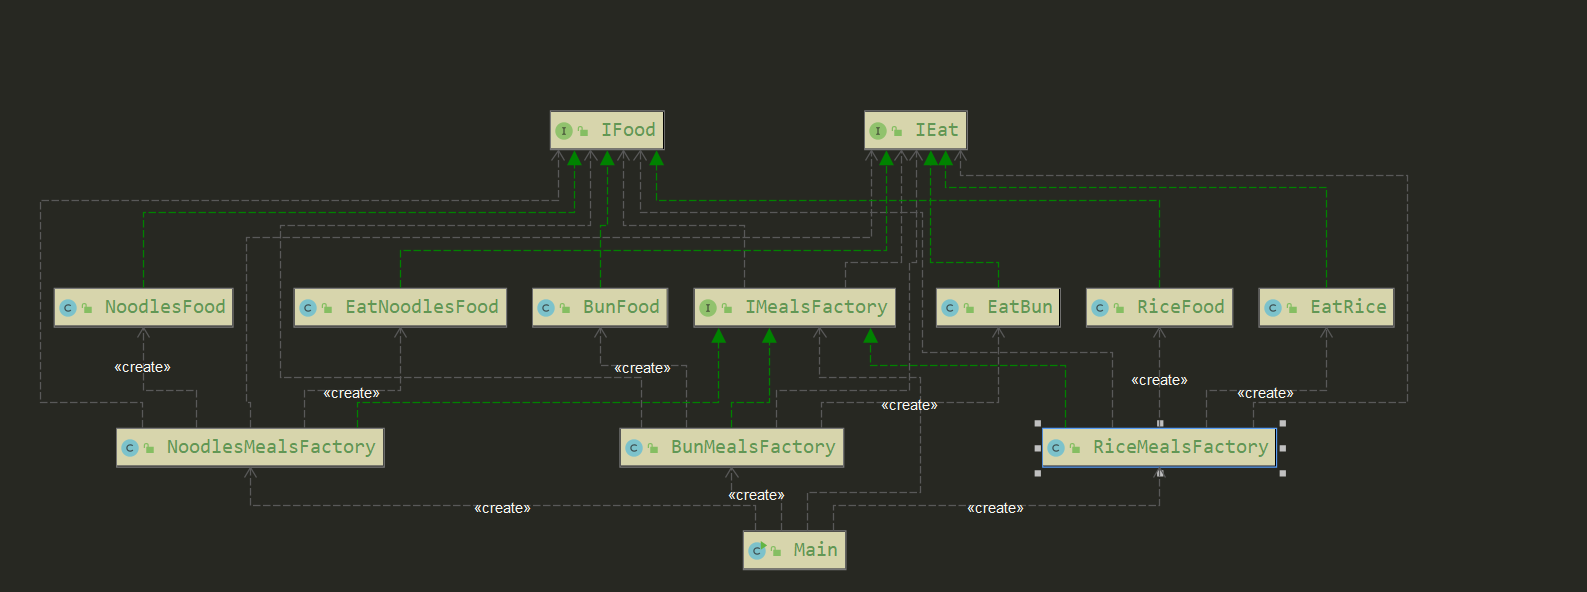 I IFood
I IEat
C NoodlesFood
C EatNoodlesFood
C BunFood
I IMealsFactory
C EatBun
C RiceFood
C EatRice
«create»
«create»
«create»
«create»
«create»
«create»
C NoodlesMealsFactory
C BunMealsFactory
C RiceMealsFactory
«create»
«create»
«create»
C Main